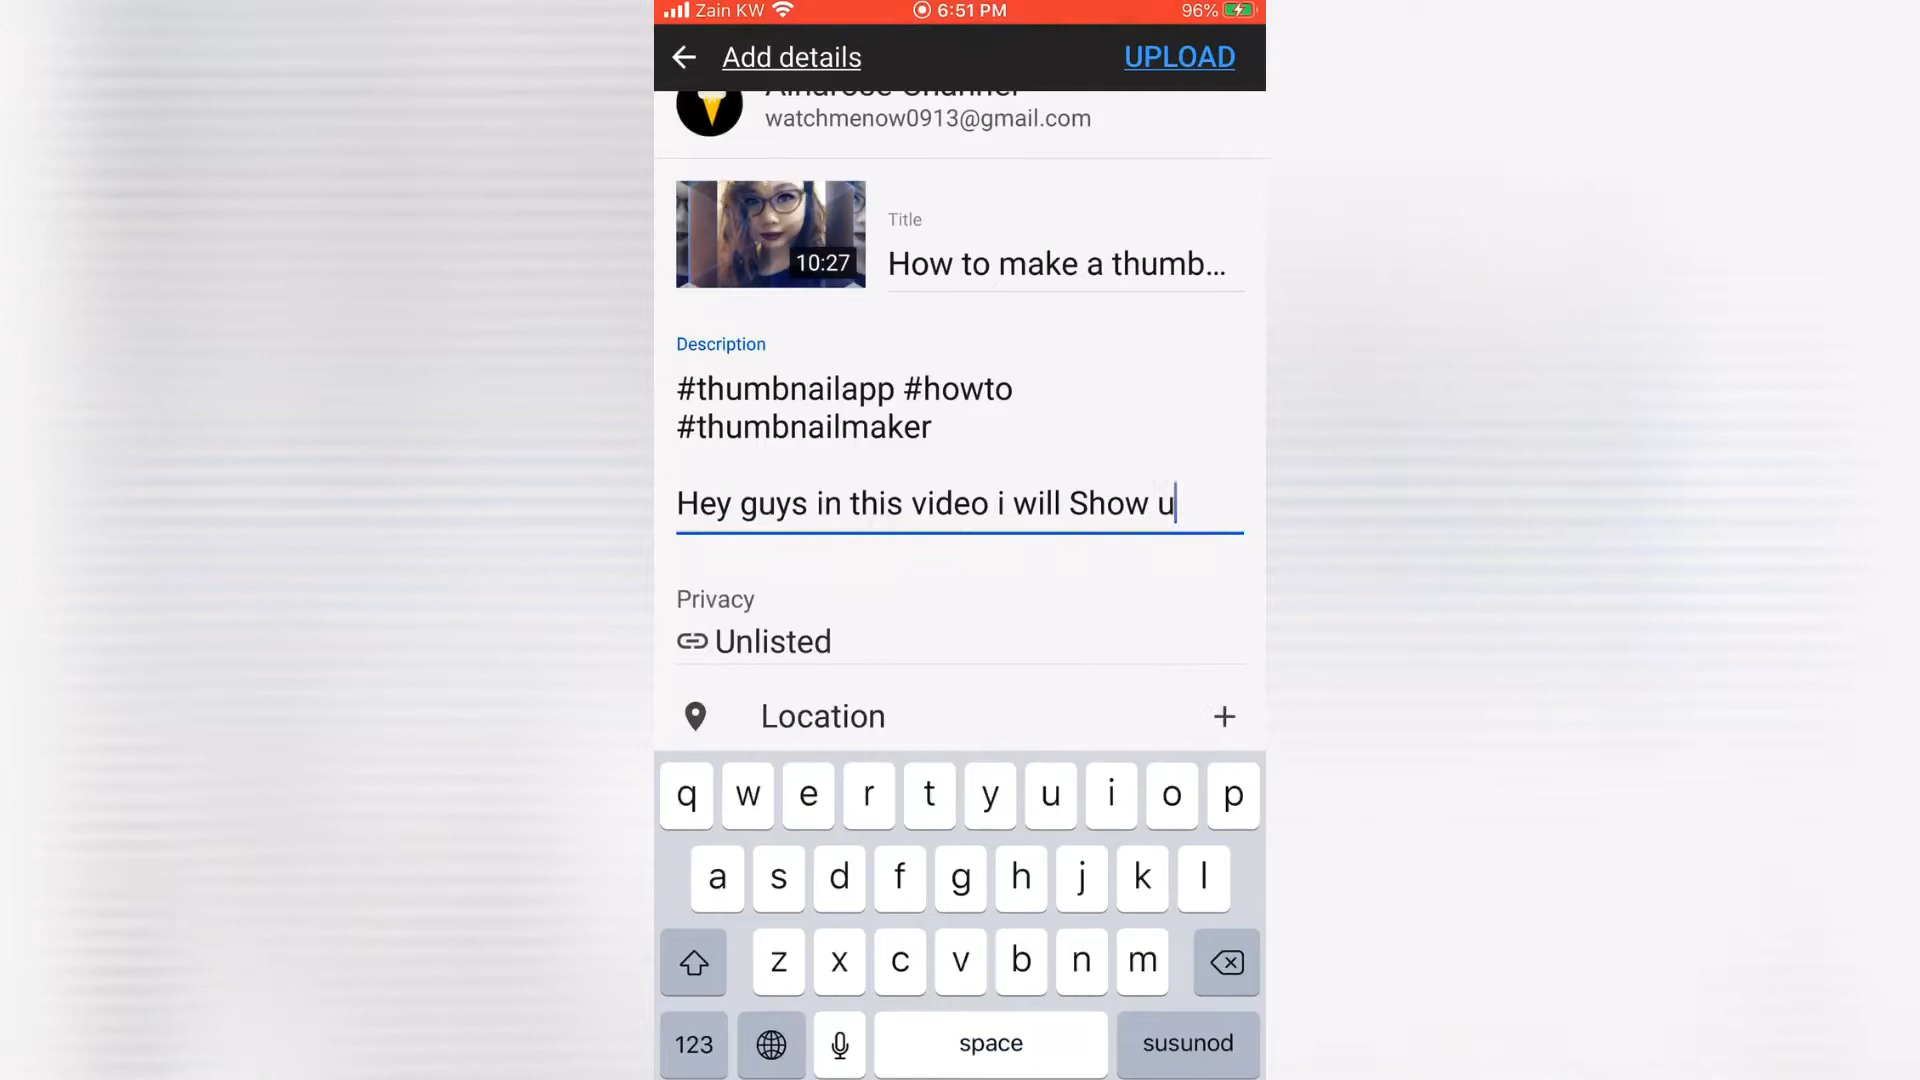 Zain KW 6:51 PM 96%
Add details UPLOAD
watchmenow0913@gmail.com
10:27
Title
How to make a thumb...
Description
#thumbnailapp #howto
#thumbnailmaker
Hey guys in this video i will Show u
Privacy
Unlisted
Location
q w e r t y u i o p
a s d f g h j k l
z x c v b n m
123 space susunod